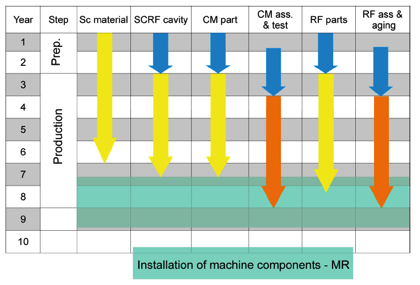 Year Step Sc material SCRF cavity CM part CM ass. & test RF parts RF ass & aging
1
Prep.
2
3
Production
4
5
6
7
8
9
10
Installation of machine components - MR